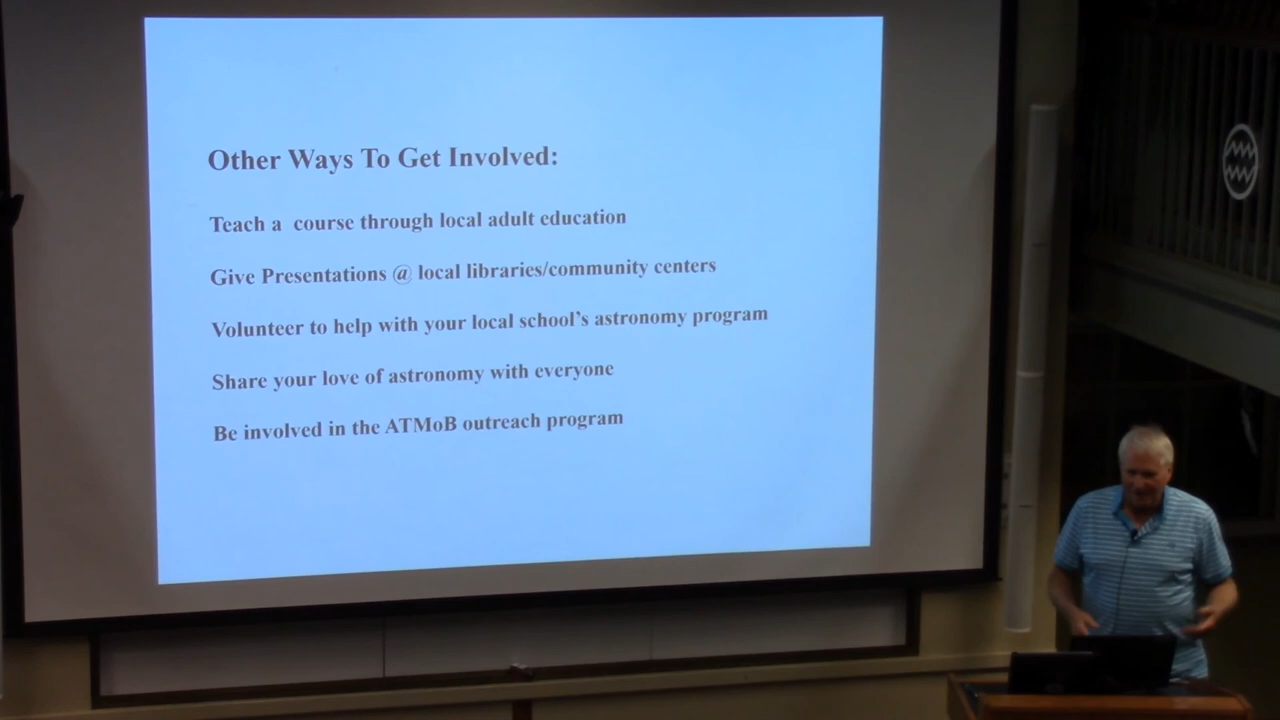 Other Ways To Get Involved:
Teach a  course through local adult education
Give Presentations @ local libraries/community centers
Volunteer to help with your local school's astronomy program
Share your love of astronomy with everyone
Be involved in the ATMoB outreach program